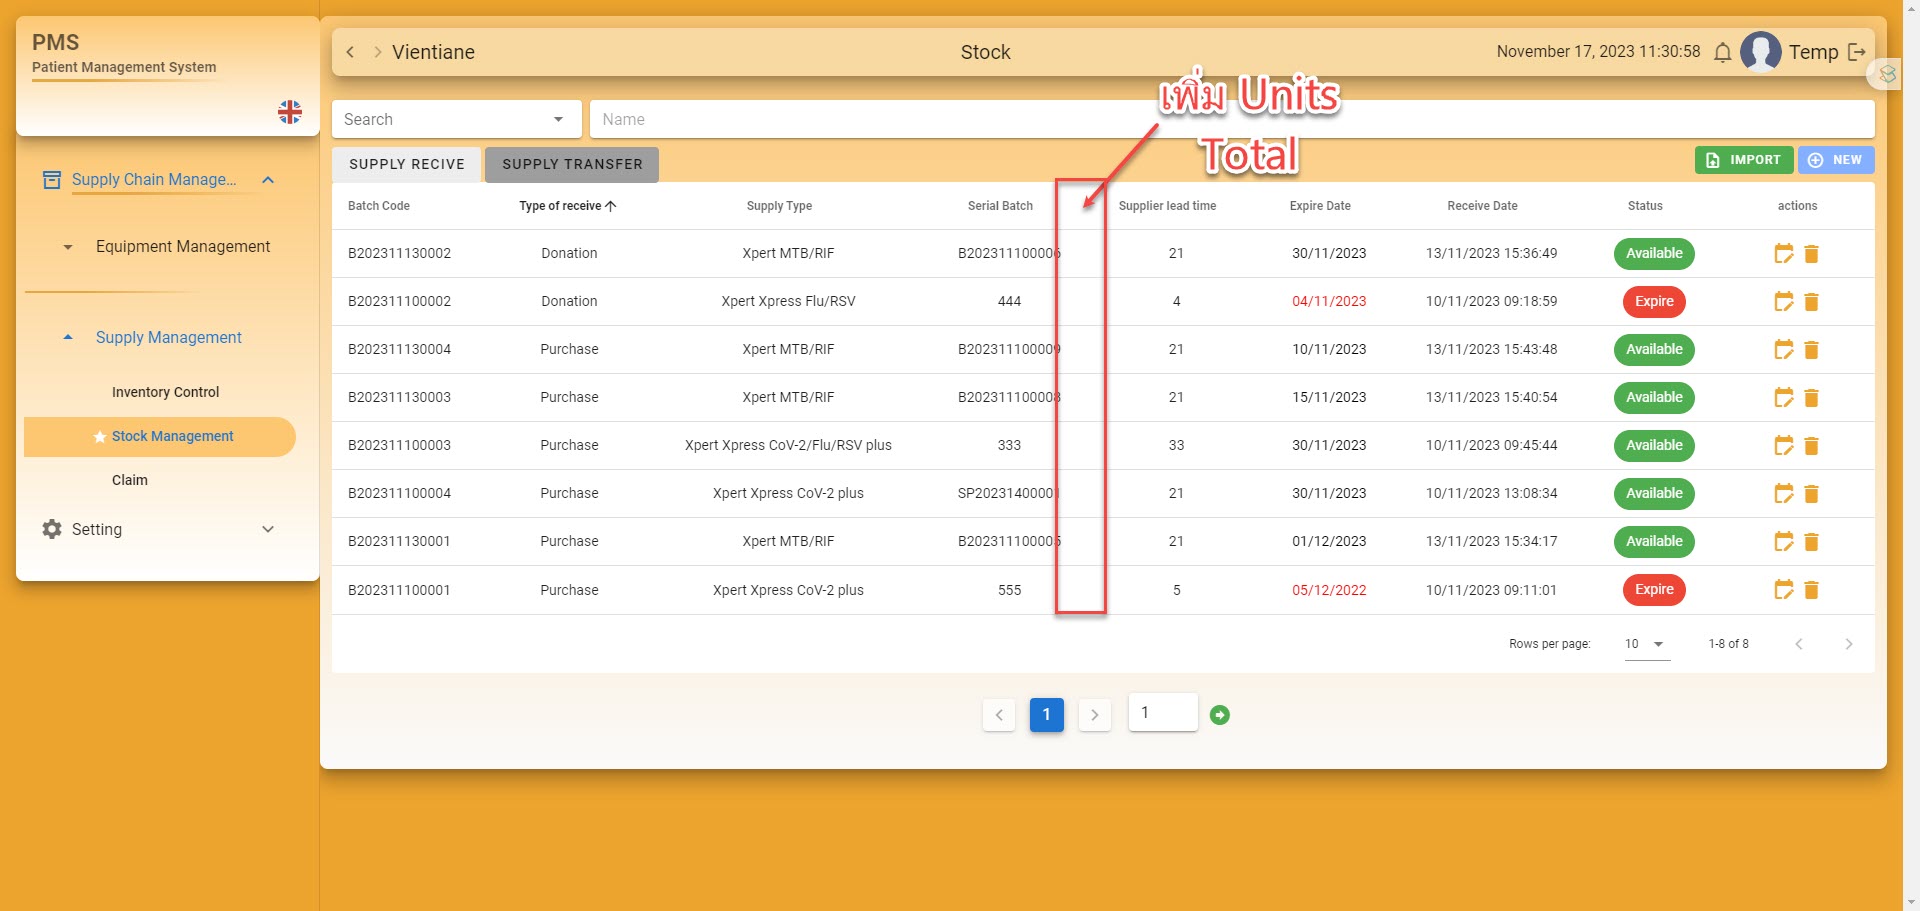 PMS
Patient Management System
Vientiane
Stock
November 17, 2023 11:30:58
Temp
เพิ่ม Units
Total
Search
Name
SUPPLY RECIVE
SUPPLY TRANSFER
IMPORT
NEW
Supply Chain Manage...
Equipment Management
Supply Management
Inventory Control
Stock Management
Claim
Setting
Batch Code Type of receive Supply Type Serial Batch Supplier lead time Expire Date Receive Date Status actions
B202311130002 Donation Xpert MTB/RIF B202311100006 21 30/11/2023 13/11/2023 15:36:49 Available
B202311100002 Donation Xpert Xpress Flu/RSV 444 4 04/11/2023 10/11/2023 09:18:59 Expire
B202311130004 Purchase Xpert MTB/RIF B202311100009 21 10/11/2023 13/11/2023 15:43:48 Available
B202311130003 Purchase Xpert MTB/RIF B202311100008 21 15/11/2023 13/11/2023 15:40:54 Available
B202311100003 Purchase Xpert Xpress CoV-2/Flu/RSV plus 333 33 30/11/2023 10/11/2023 09:45:44 Available
B202311100004 Purchase Xpert Xpress CoV-2 plus SP20231400001 21 30/11/2023 10/11/2023 13:08:34 Available
B202311130001 Purchase Xpert MTB/RIF B202311100005 21 01/12/2023 13/11/2023 15:34:17 Available
B202311100001 Purchase Xpert Xpress CoV-2 plus 555 5 05/12/2022 10/11/2023 09:11:01 Expire
Rows per page: 10 1-8 of 8
1 1